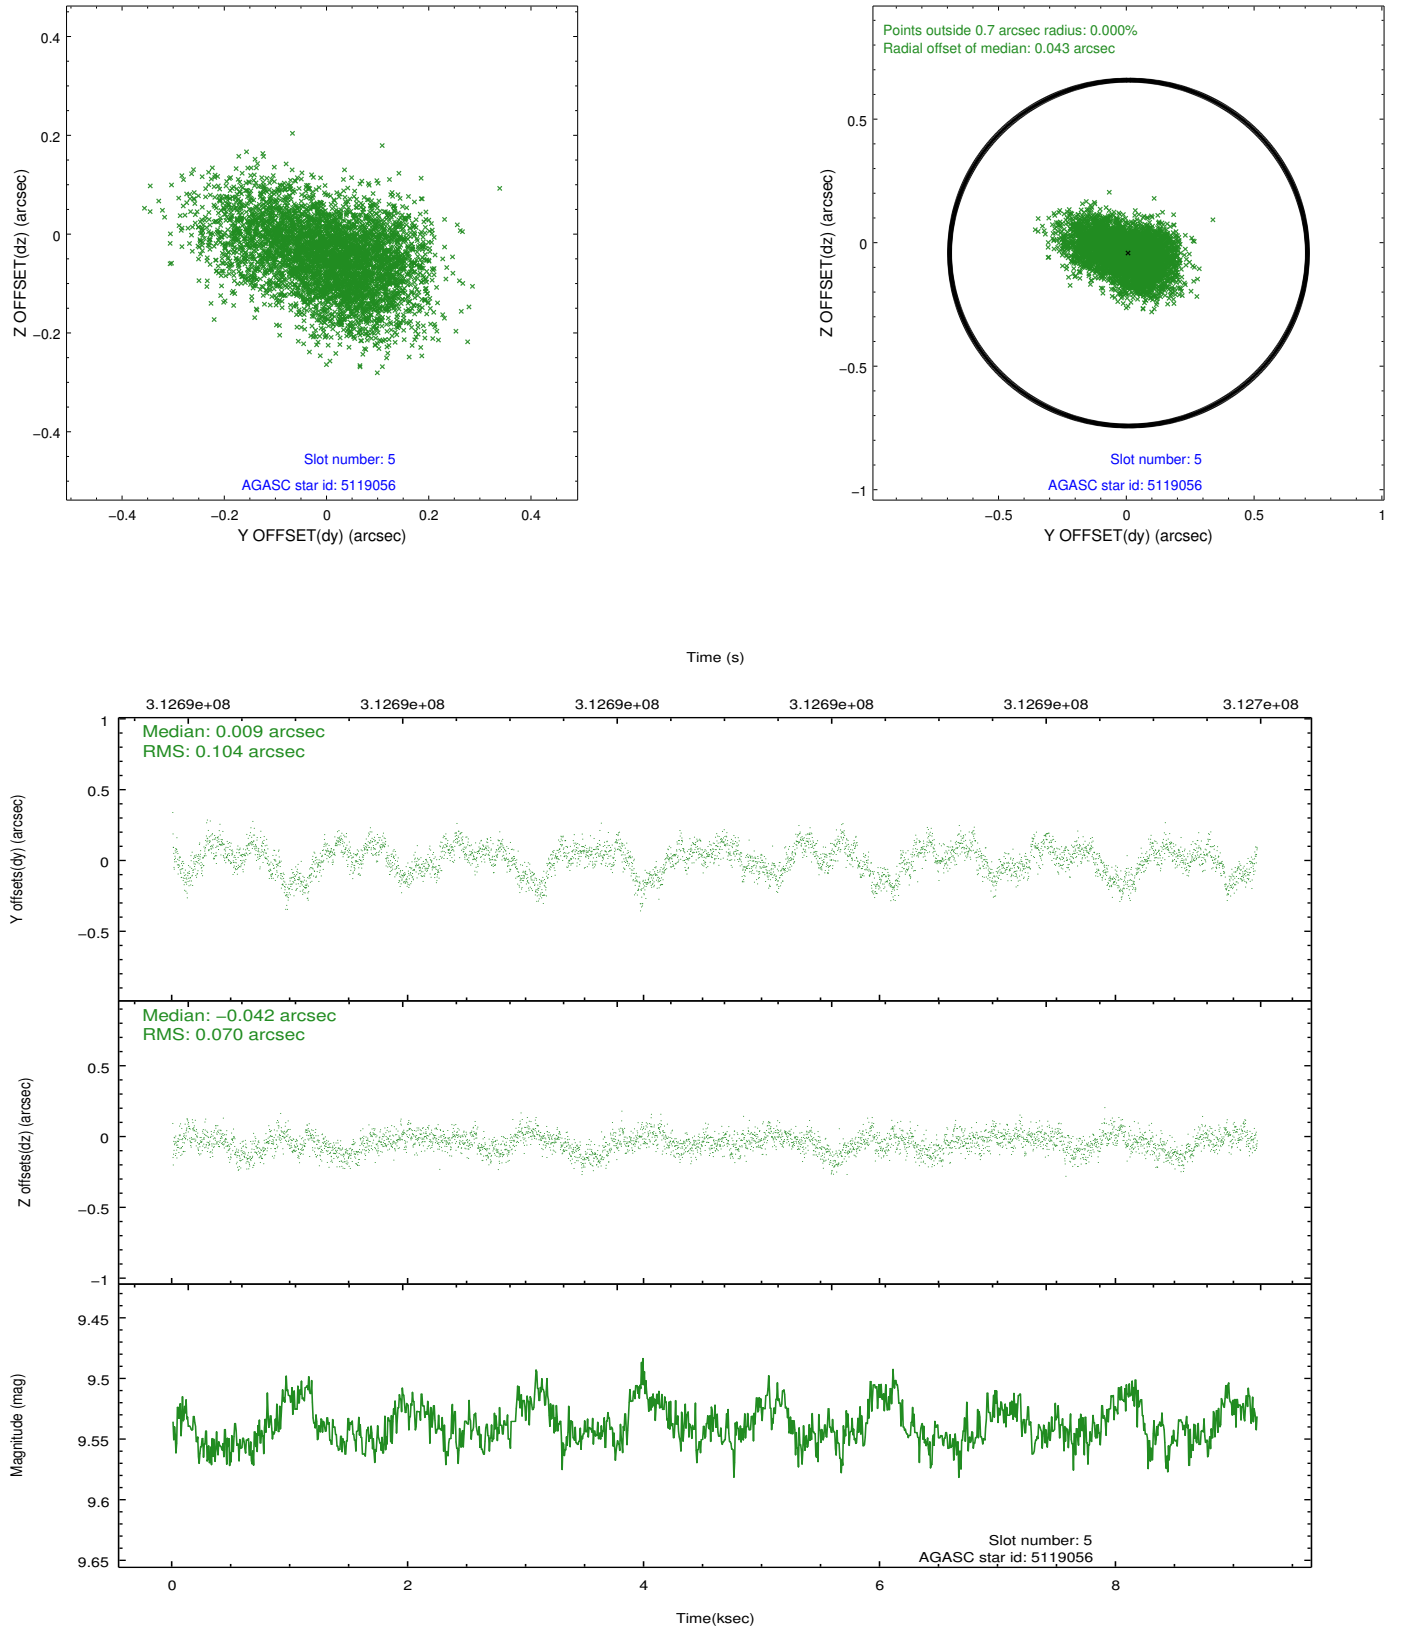 0.4
0.2
0
−0.2
−0.4
Z OFFSET(dz) (arcsec)
Slot number: 5
AGASC star id: 5119056
−0.4 −0.2 0 0.2 0.4
Y OFFSET(dy) (arcsec)
Points outside 0.7 arcsec radius: 0.000%
Radial offset of median: 0.043 arcsec
0.5
0
−0.5
−1
Z OFFSET(dz) (arcsec)
Slot number: 5
AGASC star id: 5119056
−0.5 0 0.5 1
Y OFFSET(dy) (arcsec)
Time (s)
3.1269e+08 3.1269e+08 3.1269e+08 3.1269e+08 3.1269e+08 3.127e+08
Median: 0.009 arcsec
RMS: 0.104 arcsec
1
0.5
0
−0.5
Y offsets(dy) (arcsec)
Median: −0.042 arcsec
RMS: 0.070 arcsec
0.5
0
−0.5
−1
Z offsets(dz) (arcsec)
9.45
9.5
9.55
9.6
9.65
Magnitude (mag)
Slot number: 5
AGASC star id: 5119056
0 2 4 6 8
Time(ksec)